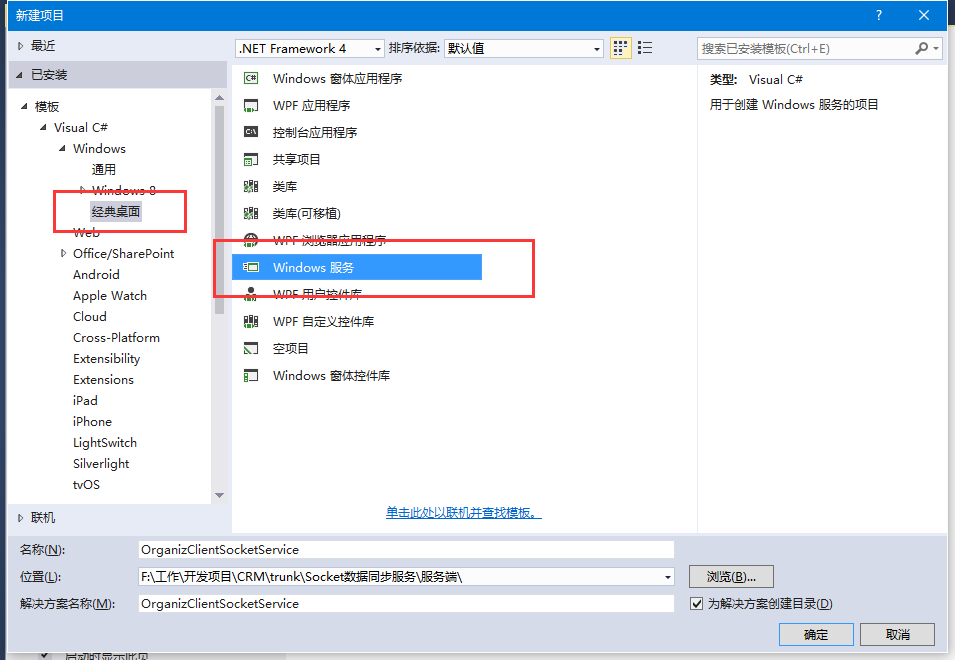 新建项目
?
最近
.NET Framework 4
排序依据:
默认值
搜索已安装模板(Ctrl+E)
已安装
模板
Visual C#
Windows
通用
Windows 8
经典桌面
Web
Office/SharePoint
Android
Apple Watch
Cloud
Cross-Platform
Extensibility
Extensions
iPad
iPhone
LightSwitch
Silverlight
tvOS
联机
C# Windows 窗体应用程序
WPF 应用程序
C:\ 控制台应用程序
共享项目
类库
类库(可移植)
WPF 浏览器应用程序
Windows 服务
WPF 用户控件库
WPF 自定义控件库
空项目
Windows 窗体控件库
单击此处以联机并查找模板。
类型: Visual C#
用于创建 Windows 服务的项目
名称(N):
OrganizClientSocketService
位置(L):
F:\工作\开发项目\CRM\trunk\Socket数据同步服务\服务端\
浏览(B)...
解决方案名称(M):
OrganizClientSocketService
为解决方案创建目录(D)
确定
取消
启动时显示此页